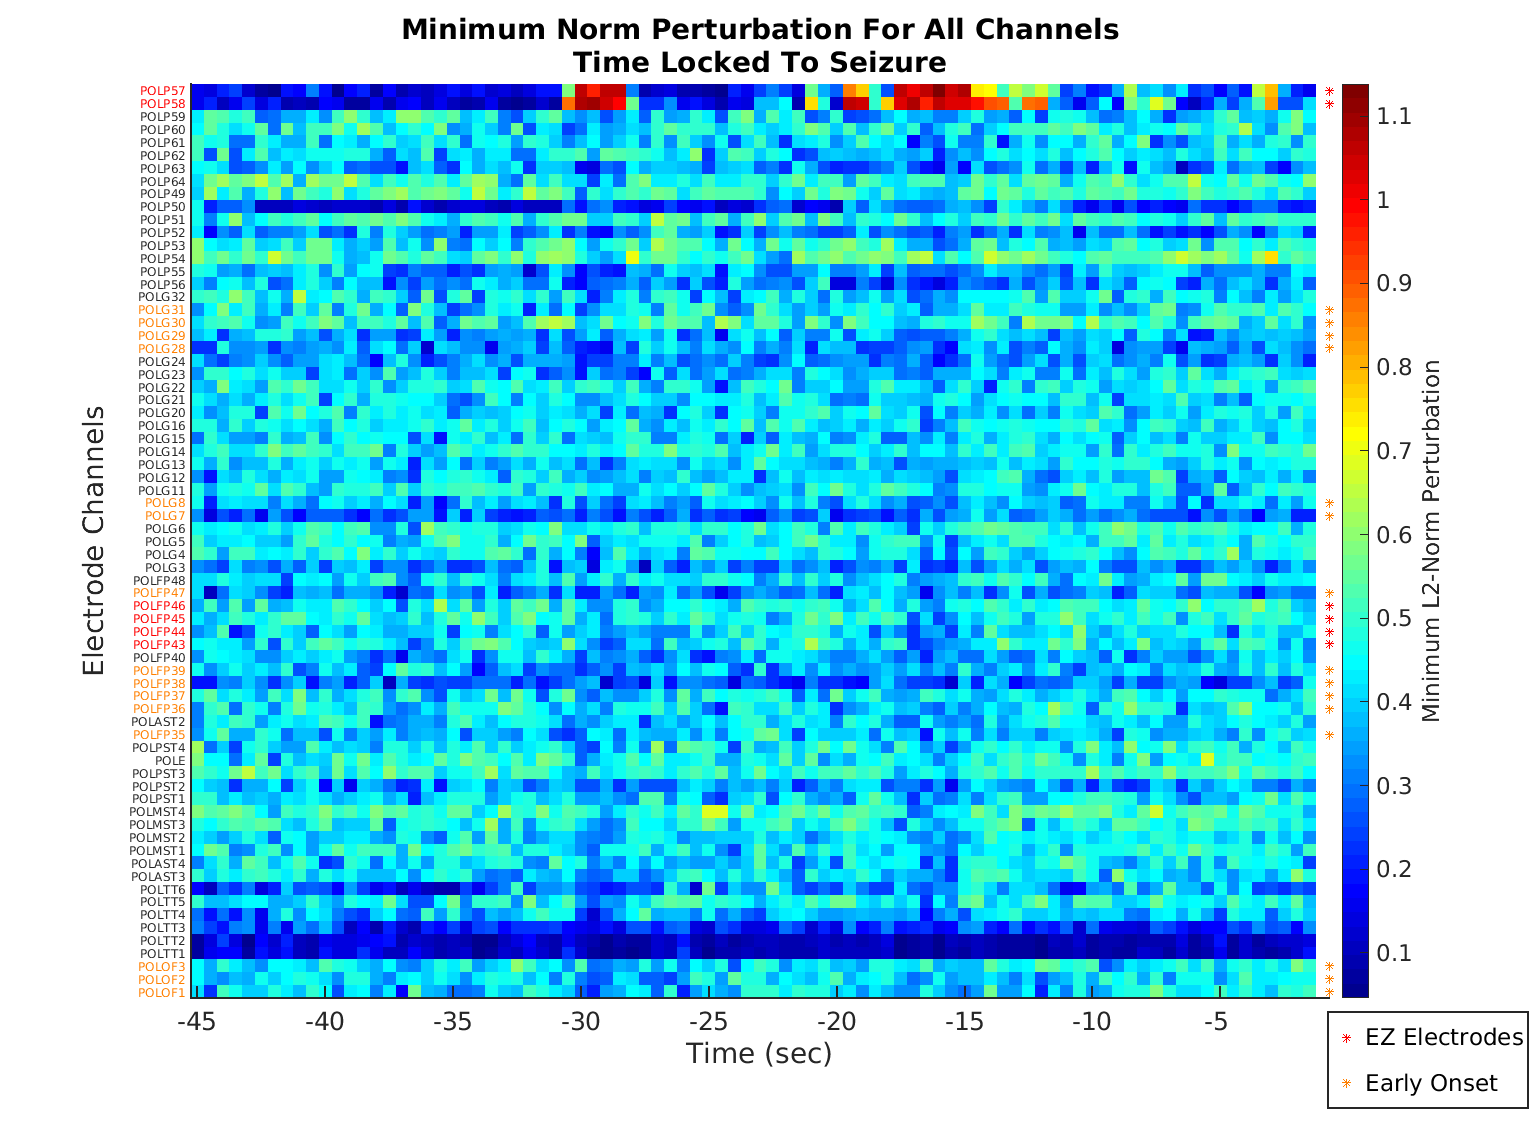 Minimum Norm Perturbation For All Channels
Time Locked To Seizure
Electrode Channels
POLP57
POLP58
POLP59
POLP60
POLP61
POLP62
POLP63
POLP64
POLP49
POLP50
POLP51
POLP52
POLP53
POLP54
POLP55
POLP56
POLG32
POLG31
POLG30
POLG29
POLG28
POLG24
POLG23
POLG22
POLG21
POLG20
POLG16
POLG15
POLG14
POLG13
POLG12
POLG11
POLG8
POLG7
POLG6
POLG5
POLG4
POLG3
POLFP48
POLFP47
POLFP46
POLFP45
POLFP44
POLFP43
POLFP40
POLFP39
POLFP38
POLFP37
POLFP36
POLAST2
POLFP35
POLPST4
POLE
POLPST3
POLPST2
POLPST1
POLMST4
POLMST3
POLMST2
POLMST1
POLAST4
POLAST3
POLTT6
POLTT5
POLTT4
POLTT3
POLTT2
POLTT1
POLOF3
POLOF2
POLOF1
-45 -40 -35 -30 -25 -20 -15 -10 -5
Time (sec)
1.1
1
0.9
0.8
0.7
0.6
0.5
0.4
0.3
0.2
0.1
Minimum L2-Norm Perturbation
EZ Electrodes
Early Onset